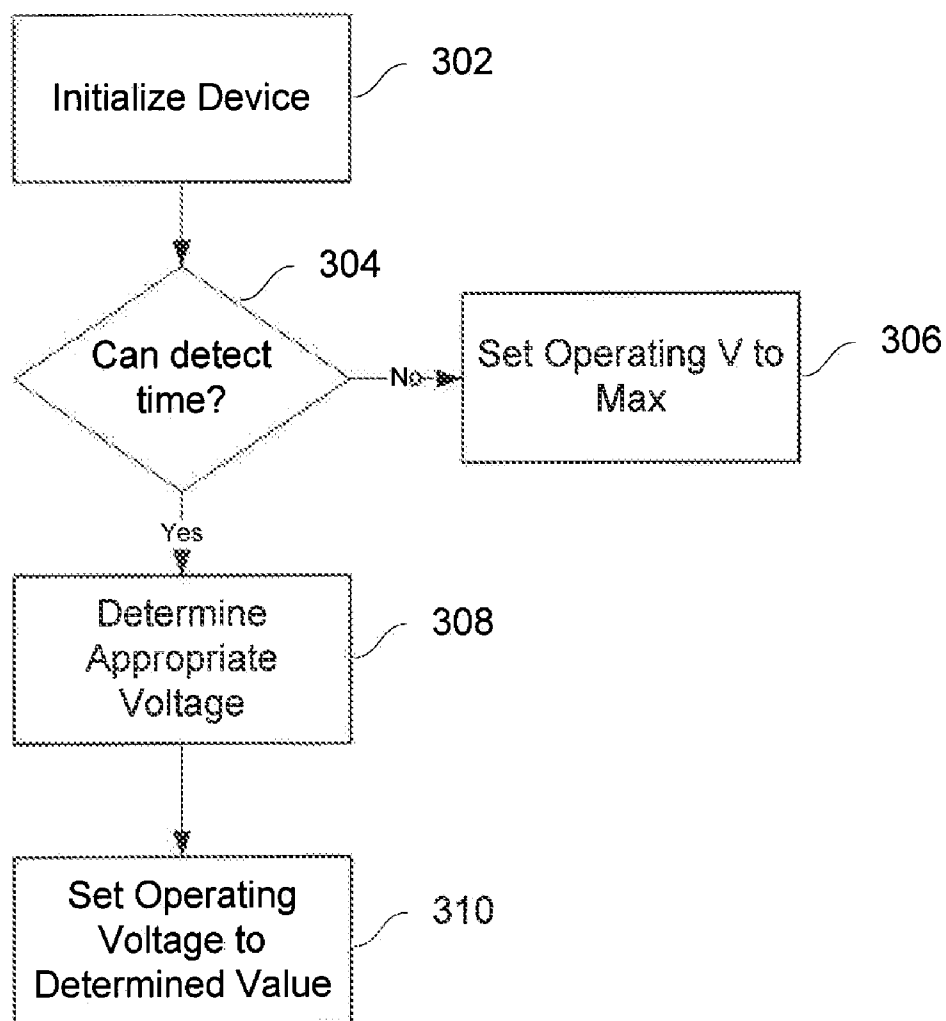 Initialize Device
302
304
Can detect
time?
No
Set Operating V to
Max
306
Yes
Determine
Appropriate
Voltage
308
Set Operating
Voltage to
Determined Value
310